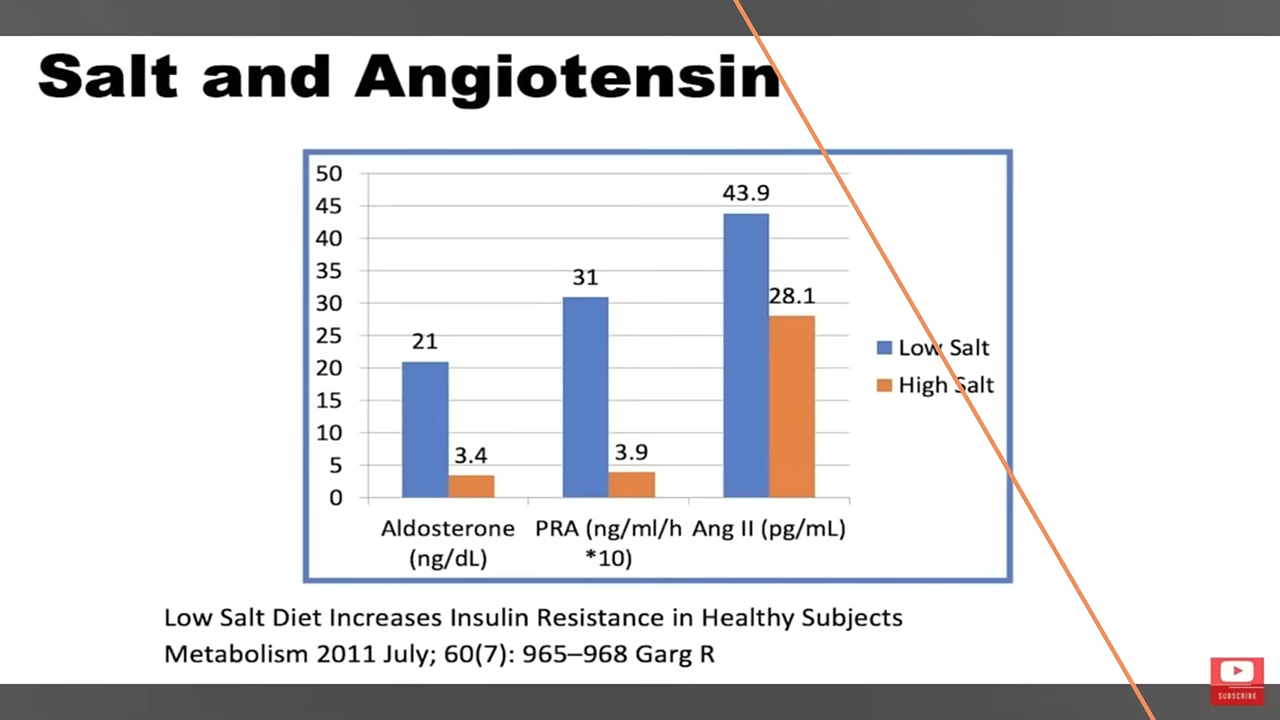 Salt and Angiotensin
50
45
40
35
30
25
20
15
10
5
0
21
3.4
31
3.9
43.9
28.1
Low Salt
High Salt
Aldosterone
(ng/dL)
PRA (ng/ml/h
*10)
Ang II (pg/mL)
Low Salt Diet Increases Insulin Resistance in Healthy Subjects
Metabolism 2011 July; 60(7): 965–968 Garg R
SUBSCRIBE